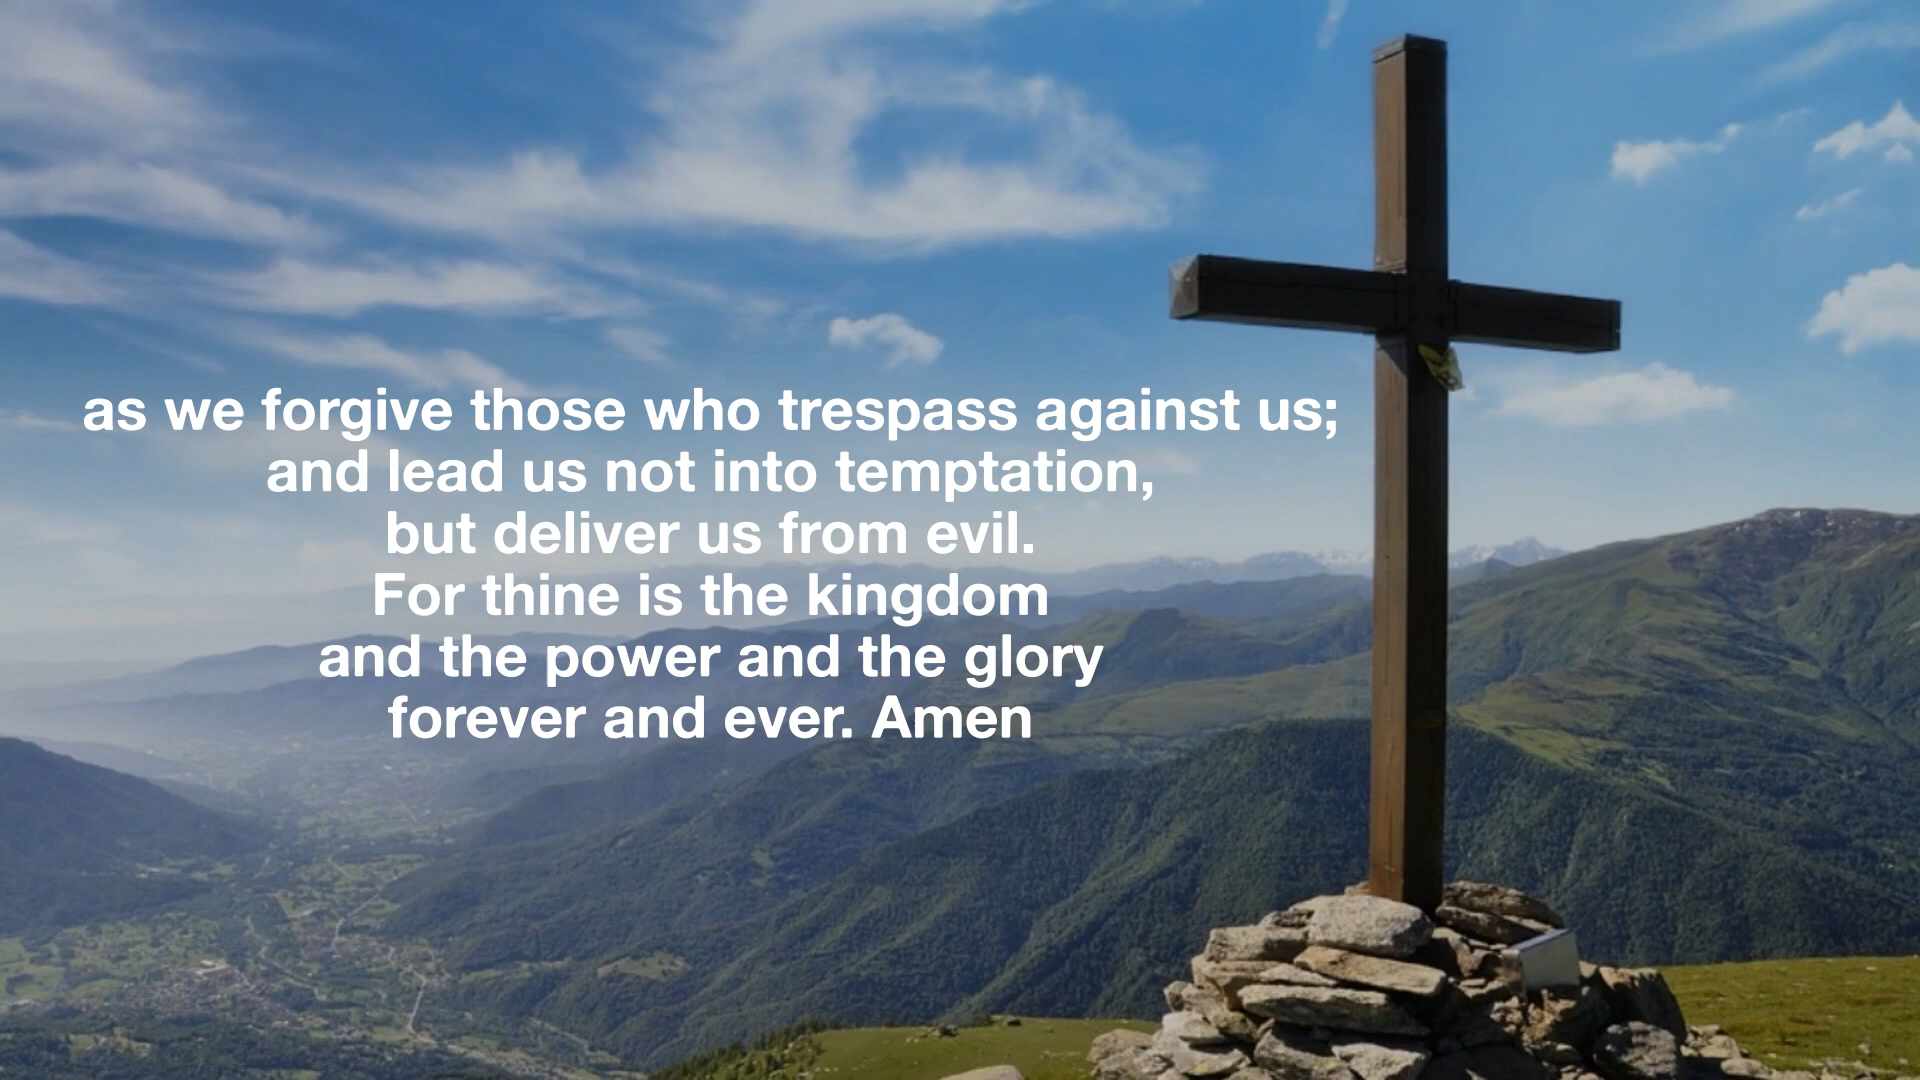 as we forgive those who trespass against us;
and lead us not into temptation,
but deliver us from evil.
For thine is the kingdom
and the power and the glory
forever and ever. Amen